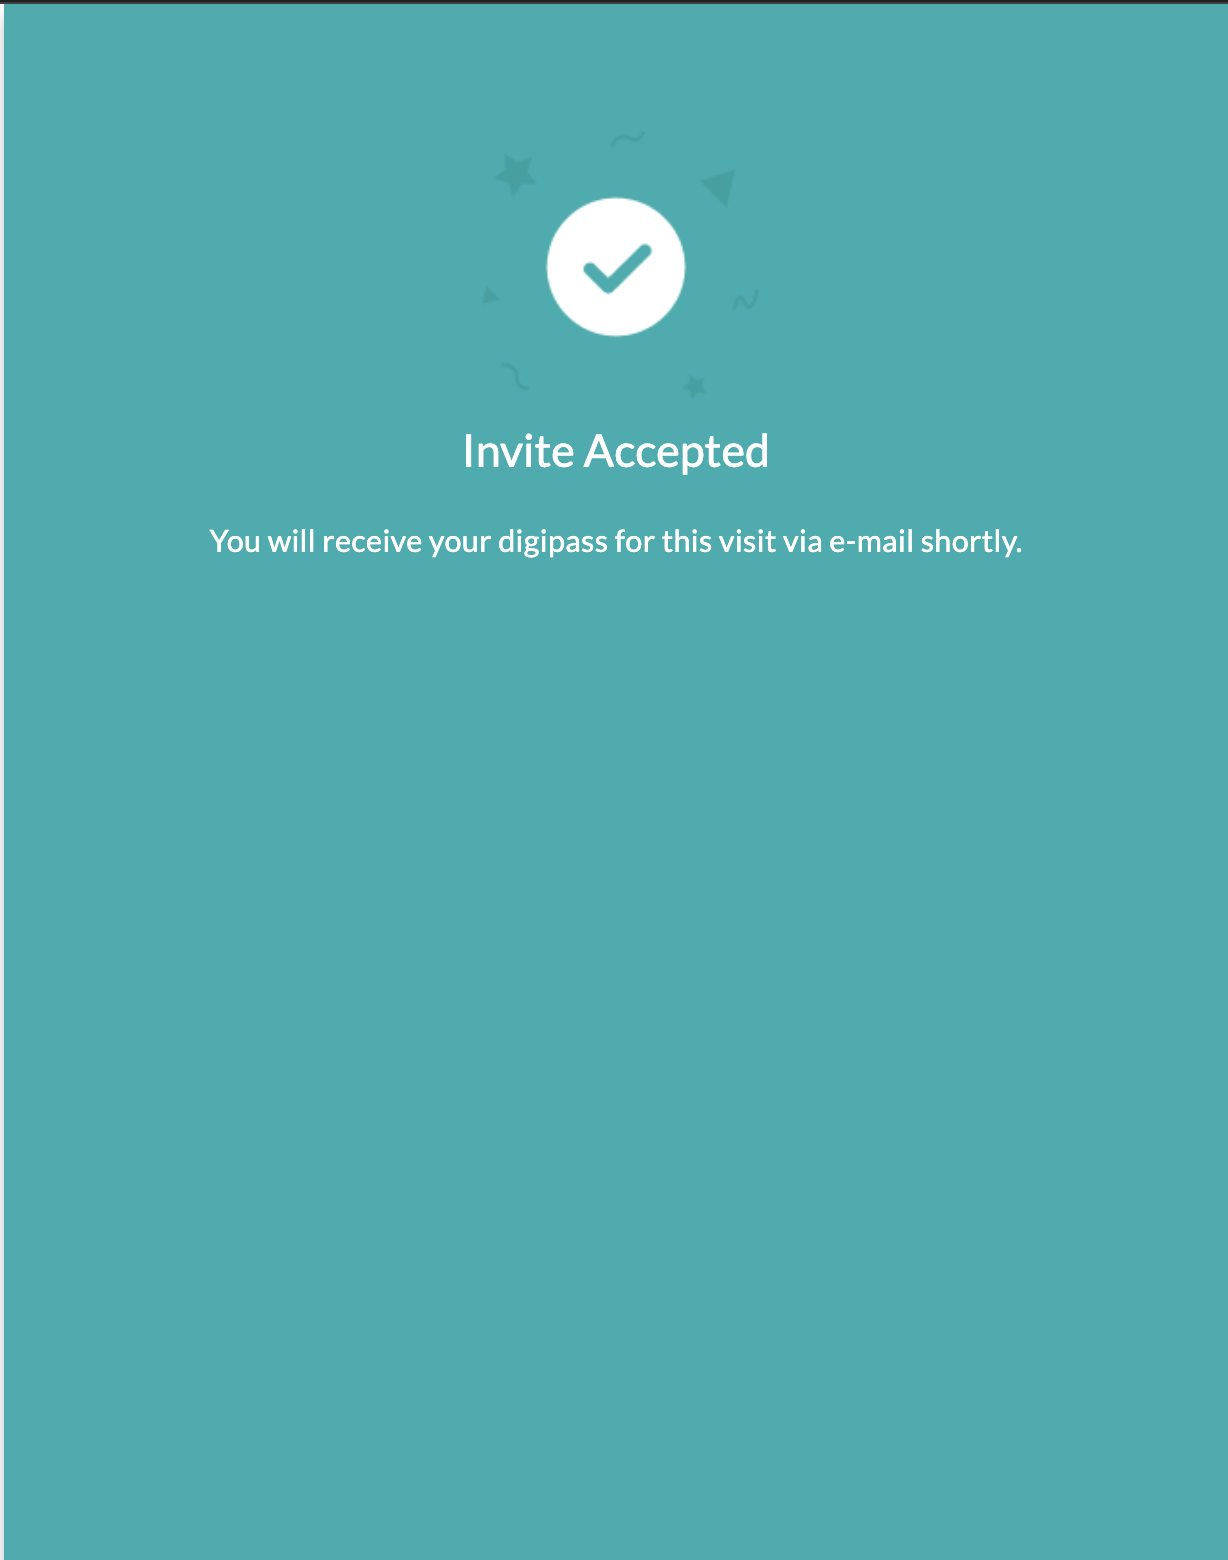 Invite Accepted
You will receive your digipass for this visit via e-mail shortly.